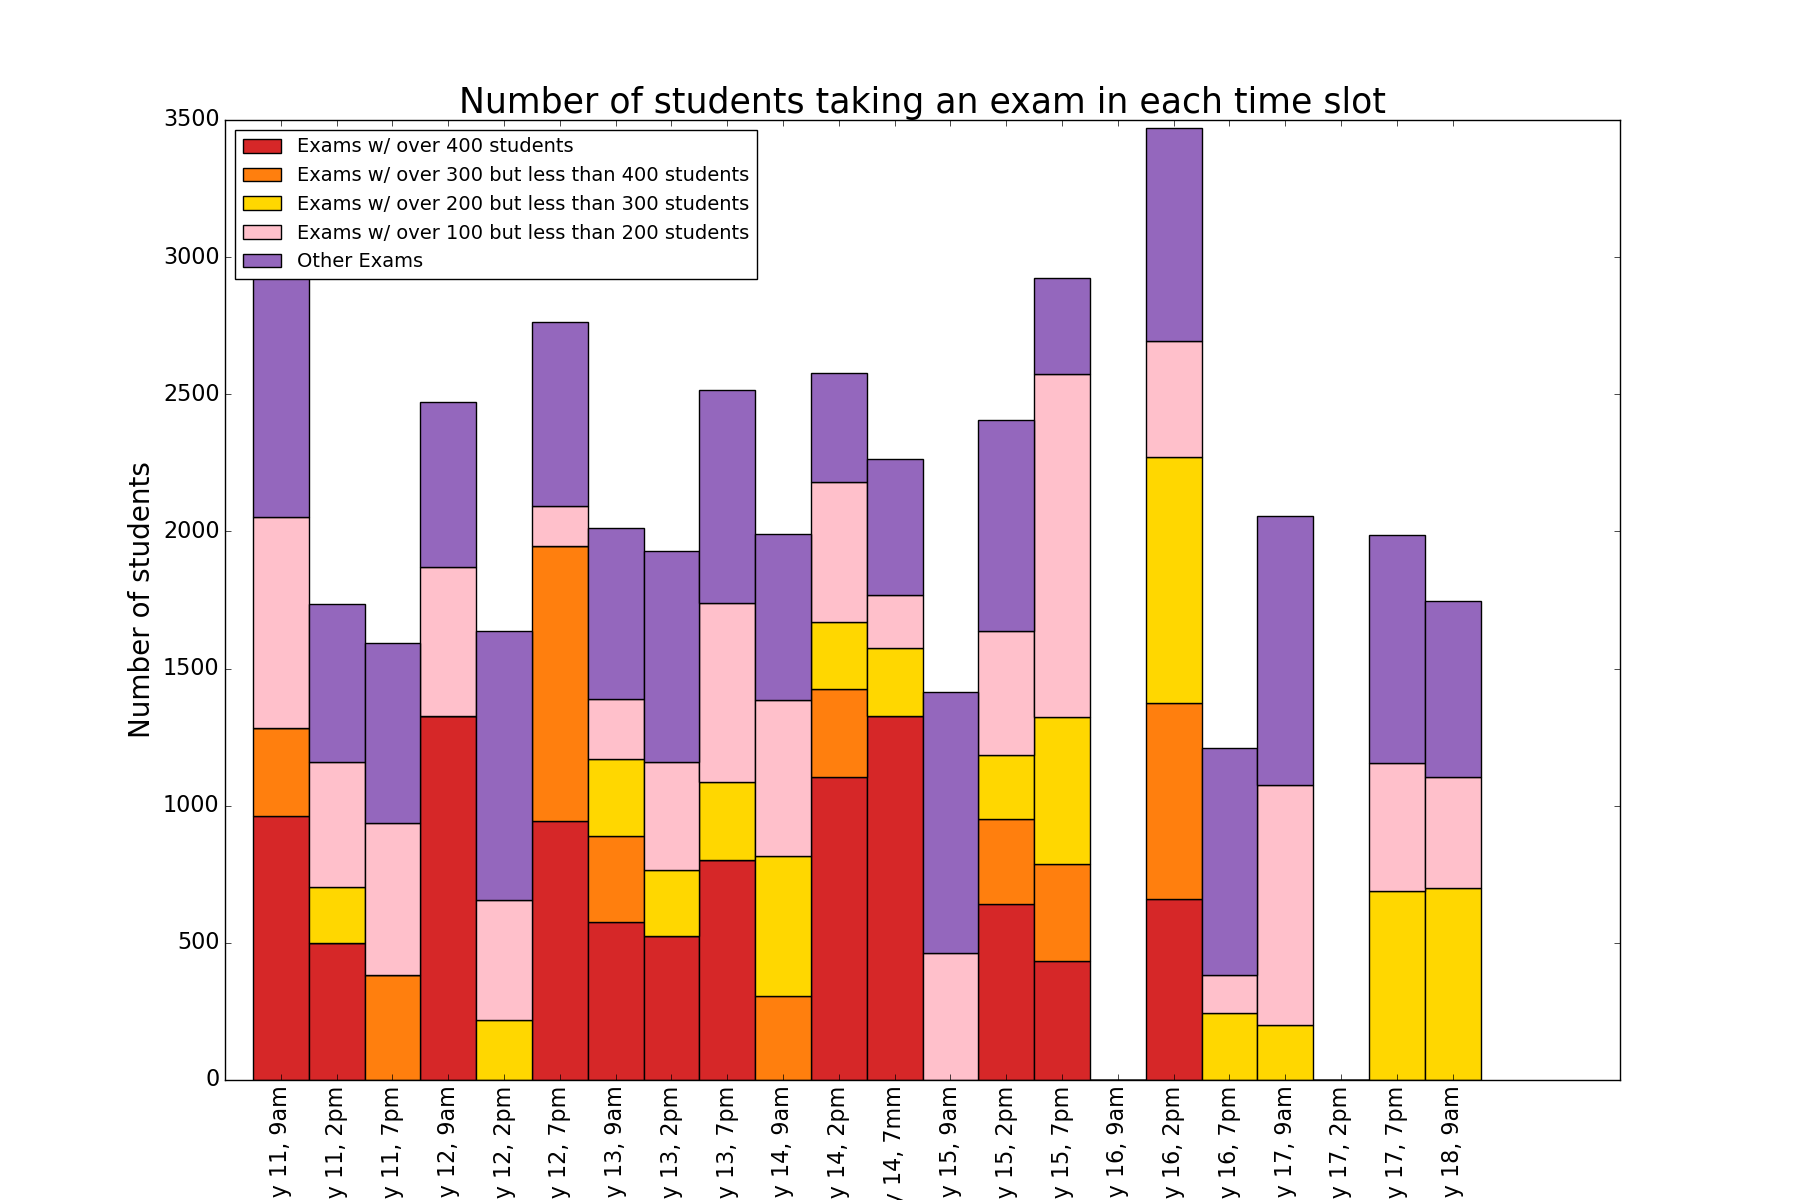 Number of students taking an exam in each time slot
Exams w/ over 400 students
Exams w/ over 300 but less than 400 students
Exams w/ over 200 but less than 300 students
Exams w/ over 100 but less than 200 students
Other Exams
Number of students
3500
3000
2500
2000
1500
1000
500
0
y 11, 9am
y 11, 2pm
y 11, 7pm
y 12, 9am
y 12, 2pm
y 12, 7pm
y 13, 9am
y 13, 2pm
y 13, 7pm
y 14, 9am
y 14, 2pm
y 14, 7mm
y 15, 9am
y 15, 2pm
y 15, 7pm
y 16, 9am
y 16, 2pm
y 16, 7pm
y 17, 9am
y 17, 2pm
y 17, 7pm
y 18, 9am